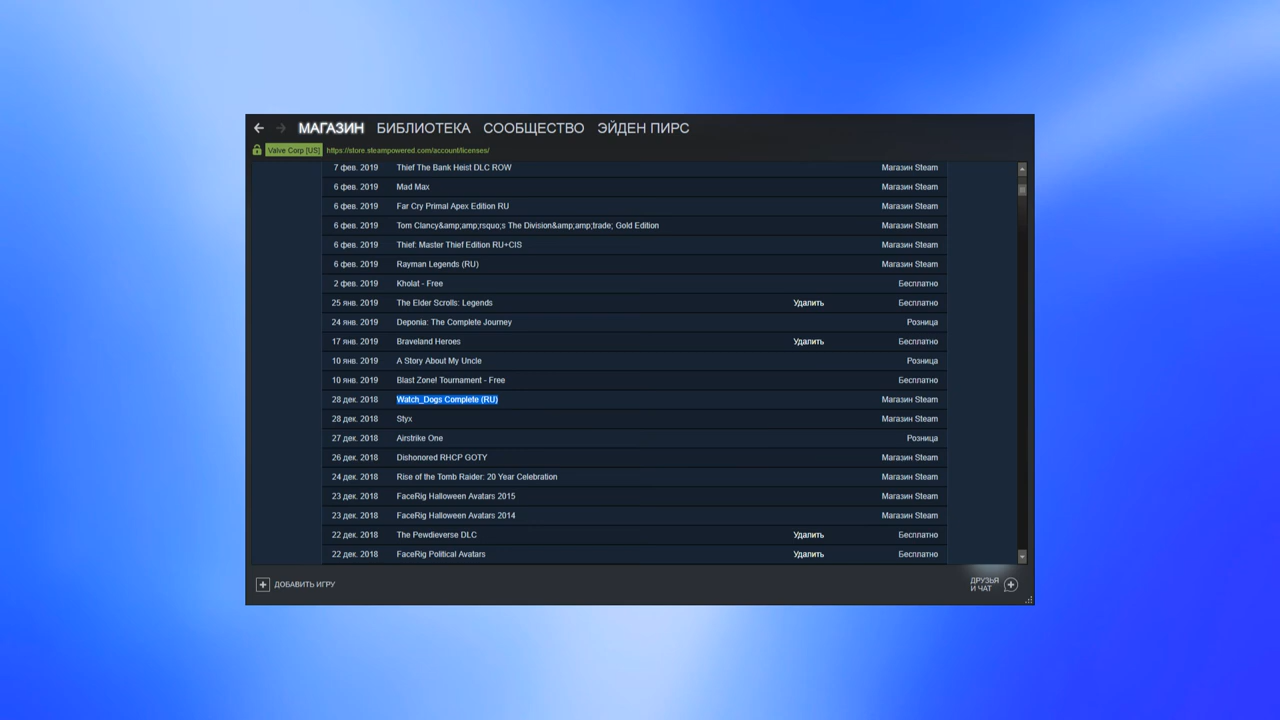 МАГАЗИН БИБЛИОТЕКА СООБЩЕСТВО ЭЙДЕН ПИРС
Valve Corp [US] https://store.steampowered.com/account/licenses/
7 фев. 2019 Thief The Bank Heist DLC ROW Магазин Steam
6 фев. 2019 Mad Max Магазин Steam
6 фев. 2019 Far Cry Primal Apex Edition RU Магазин Steam
6 фев. 2019 Tom Clancy&amp;amp;rsquo;s The Division&amp;amp;trade; Gold Edition Магазин Steam
6 фев. 2019 Thief: Master Thief Edition RU+CIS Магазин Steam
6 фев. 2019 Rayman Legends (RU) Магазин Steam
2 фев. 2019 Kholat - Free Бесплатно
25 янв. 2019 The Elder Scrolls: Legends Удалить Бесплатно
24 янв. 2019 Deponia: The Complete Journey Розница
17 янв. 2019 Braveland Heroes Удалить Бесплатно
10 янв. 2019 A Story About My Uncle Розница
10 янв. 2019 Blast Zone! Tournament - Free Бесплатно
28 дек. 2018 Watch_Dogs Complete (RU) Магазин Steam
28 дек. 2018 Styx Магазин Steam
27 дек. 2018 Airstrike One Розница
26 дек. 2018 Dishonored RHCP GOTY Магазин Steam
24 дек. 2018 Rise of the Tomb Raider: 20 Year Celebration Магазин Steam
23 дек. 2018 FaceRig Halloween Avatars 2015 Магазин Steam
23 дек. 2018 FaceRig Halloween Avatars 2014 Магазин Steam
22 дек. 2018 The Pewdieverse DLC Удалить Бесплатно
22 дек. 2018 FaceRig Political Avatars Удалить Бесплатно
ДОБАВИТЬ ИГРУ
ДРУЗЬЯ
И ЧАТ